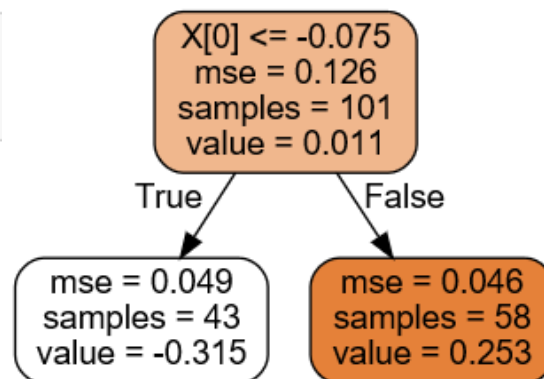 X[0] <= -0.075
mse = 0.126
samples = 101
value = 0.011
True
False
mse = 0.049
samples = 43
value = -0.315
mse = 0.046
samples = 58
value = 0.253